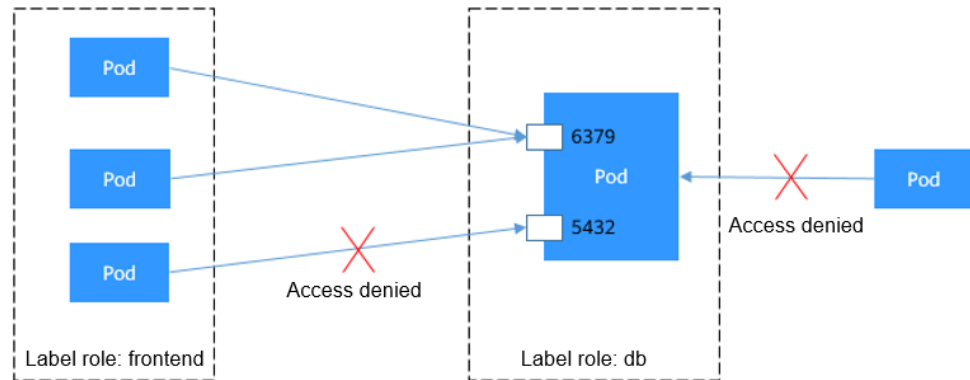 Pod
6379
Pod
Pod
Pod
5432
Access denied
Pod
Access denied
Label role: frontend
Label role: db